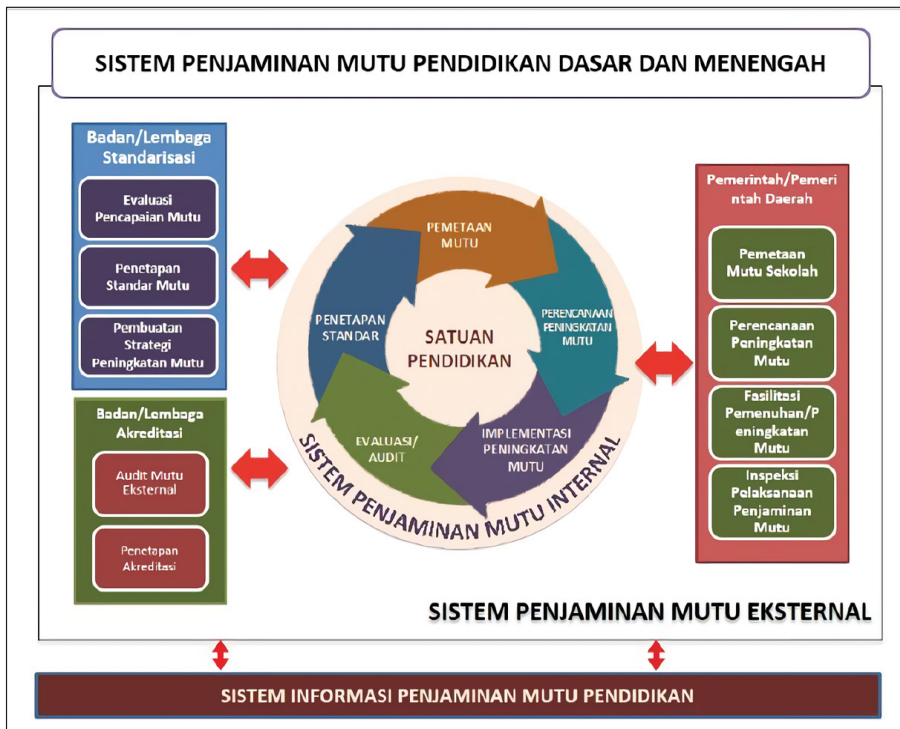 SISTEM PENJAMINAN MUTU PENDIDIKAN DASAR DAN MENENGAH
Badan/Lembaga
Standarisasi
Evaluasi
Pencapaian Mutu
Penetapan
Standar Mutu
Pembuatan
Strategi
Peningkatan Mutu
Badan/Lembaga
Akreditasi
Audit Mutu
Eksternal
Penetapan
Akreditasi
PEMETAAN
MUTU
PERENCANAAN
PENINGKATAN
MUTU
IMPLEMENTASI
PENINGKATAN
MUTU
EVALUASI/
AUDIT
PENETAPAN
STANDAR
SATUAN
PENDIDIKAN
SISTEM PENJAMINAN MUTU INTERNAL
Pemerintah/Pemeri
ntah Daerah
Pemetaan
Mutu Sekolah
Perencanaan
Peningkatan
Mutu
Fasilitasi
Pemenuhan/P
eningkatan
Mutu
Inspeksi
Pelaksanaan
Penjaminan
Mutu
SISTEM PENJAMINAN MUTU EKSTERNAL
SISTEM INFORMASI PENJAMINAN MUTU PENDIDIKAN